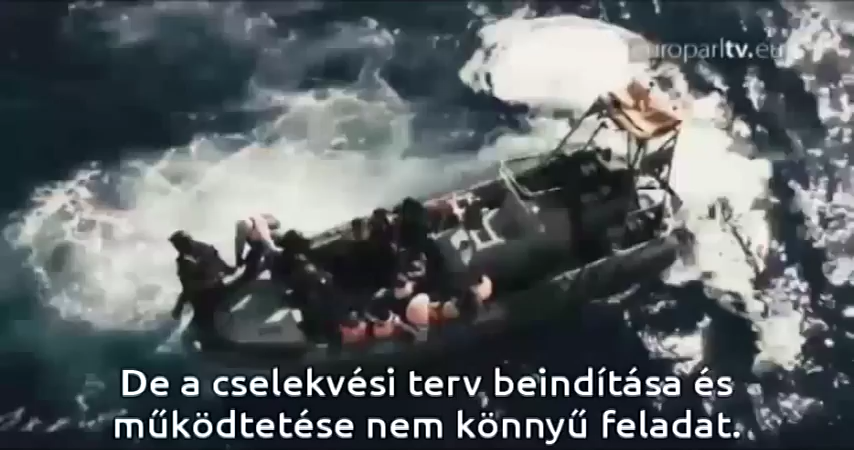 europarltv.eu
De a cselekvési terv beindítása és
működtetése nem könnyű feladat.